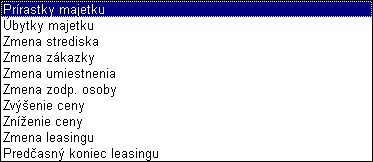 Prírastky majetku
Úbytky majetku
Zmena strediska
Zmena zákazky
Zmena umiestnenia
Zmena zodp. osoby
Zvýšenie ceny
Zníženie ceny
Zmena leasingu
Predčasný koniec leasingu